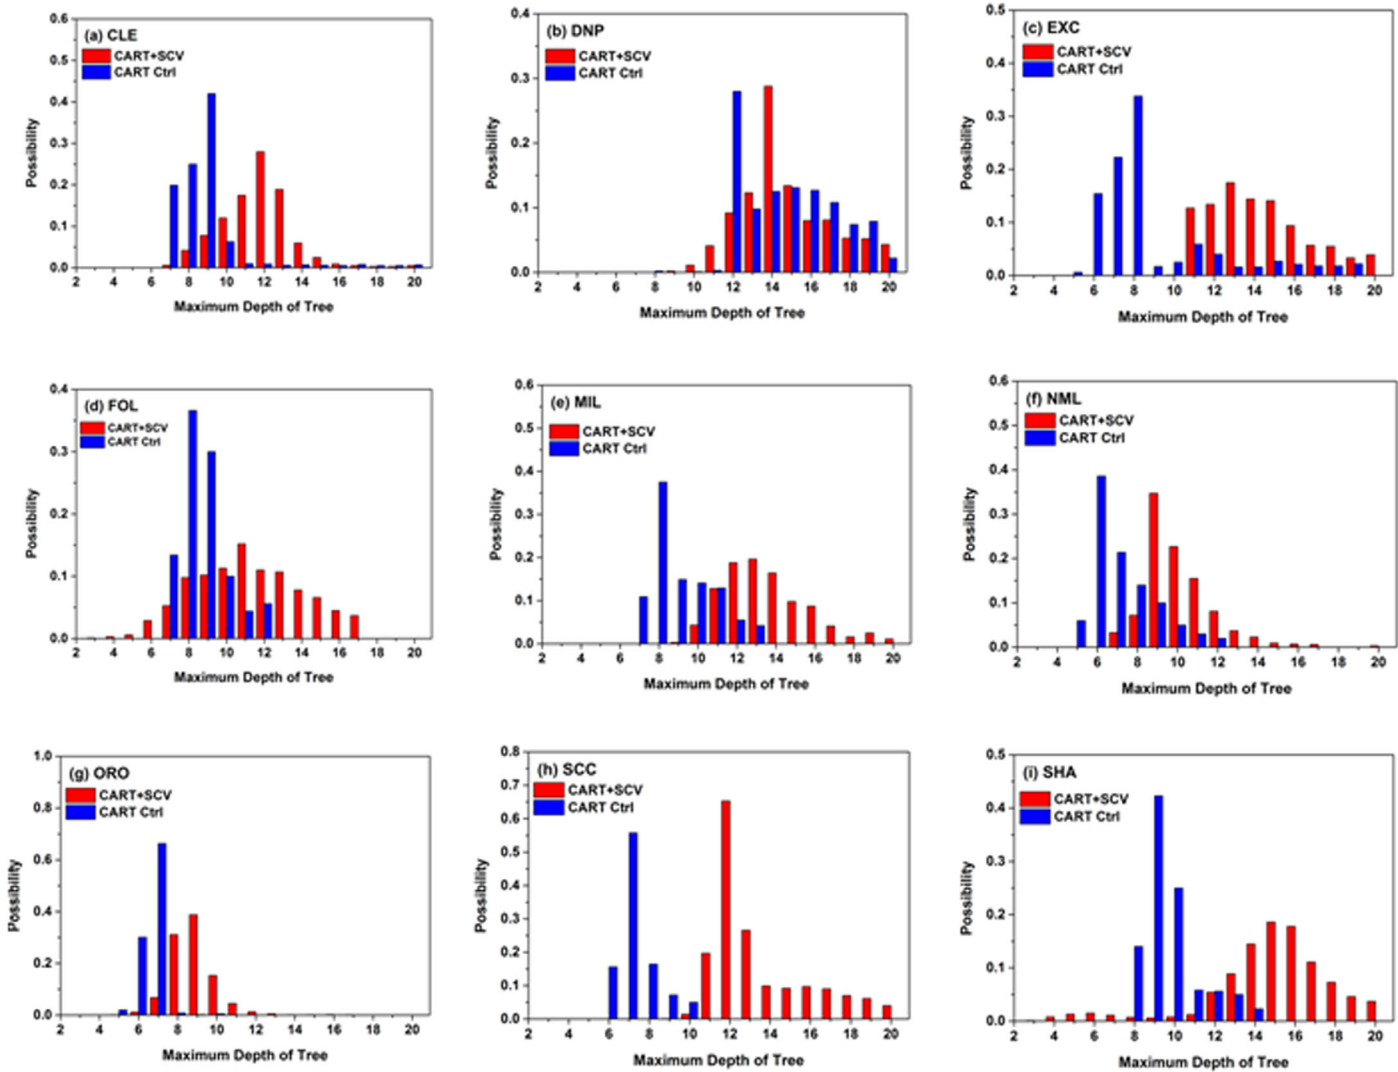 (a) CLE
CART+SCV
CART Ctrl
Possibility
0.6
0.5
0.4
0.3
0.2
0.1
0.0
2 4 6 8 10 12 14 16 18 20
Maximum Depth of Tree
(b) DNP
CART+SCV
CART Ctrl
Possibility
0.4
0.3
0.2
0.1
0.0
2 4 6 8 10 12 14 16 18 20
Maximum Depth of Tree
(c) EXC
CART+SCV
CART Ctrl
Possibility
0.5
0.4
0.3
0.2
0.1
0.0
2 4 6 8 10 12 14 16 18 20
Maximum Depth of Tree
(d) FOL
CART+SCV
CART Ctrl
Possibility
0.4
0.3
0.2
0.1
0.0
2 4 6 8 10 12 14 16 18 20
Maximum Depth of Tree
(e) MIL
CART+SCV
CART Ctrl
Possibility
0.6
0.5
0.4
0.3
0.2
0.1
0.0
2 4 6 8 10 12 14 16 18 20
Maximum Depth of Tree
(f) NML
CART+SCV
CART Ctrl
Possibility
0.6
0.5
0.4
0.3
0.2
0.1
0.0
2 4 6 8 10 12 14 16 18 20
Maximum Depth of Tree
(g) ORO
CART+SCV
CART Ctrl
Possibility
1.0
0.8
0.6
0.4
0.2
0.0
2 4 6 8 10 12 14 16 18 20
Maximum Depth of Tree
(h) SCC
CART+SCV
CART Ctrl
Possibility
0.8
0.7
0.6
0.5
0.4
0.3
0.2
0.1
0.0
2 4 6 8 10 12 14 16 18 20
Maximum Depth of Tree
(i) SHA
CART+SCV
CART Ctrl
Possibility
0.5
0.4
0.3
0.2
0.1
0.0
2 4 6 8 10 12 14 16 18 20
Maximum Depth of Tree